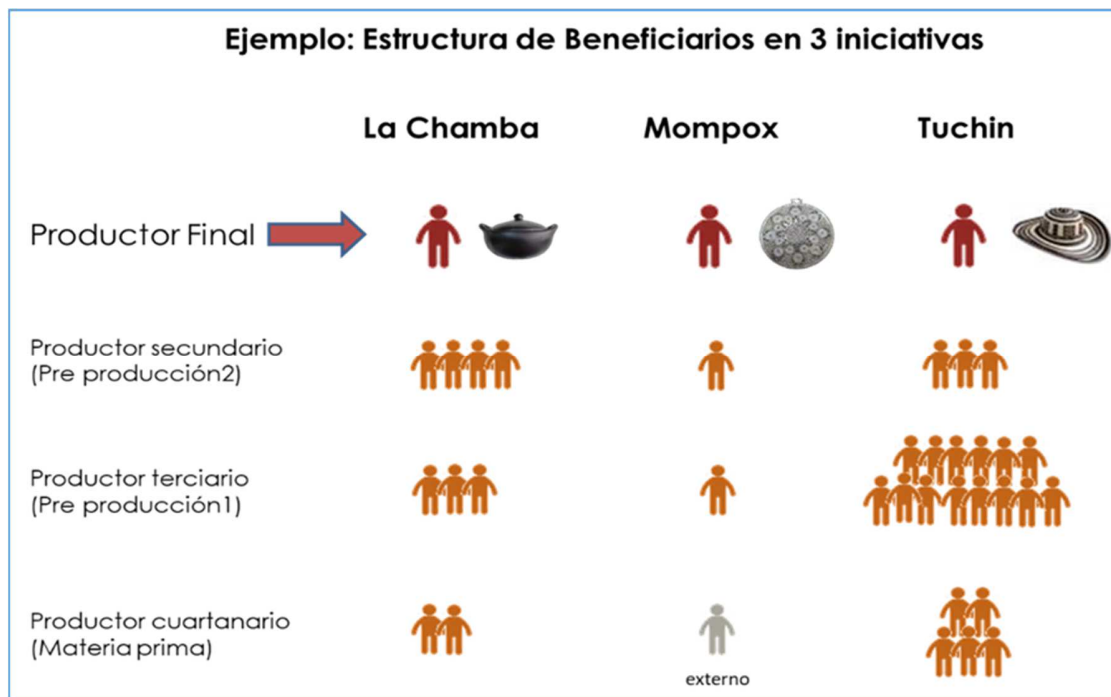 Ejemplo: Estructura de Beneficiarios en 3 iniciativas
La Chamba
Mompox
Tuchin
Productor Final
Productor secundario
(Pre producción2)
Productor terciario
(Pre producción1)
Productor cuartanario
(Materia prima)
externo